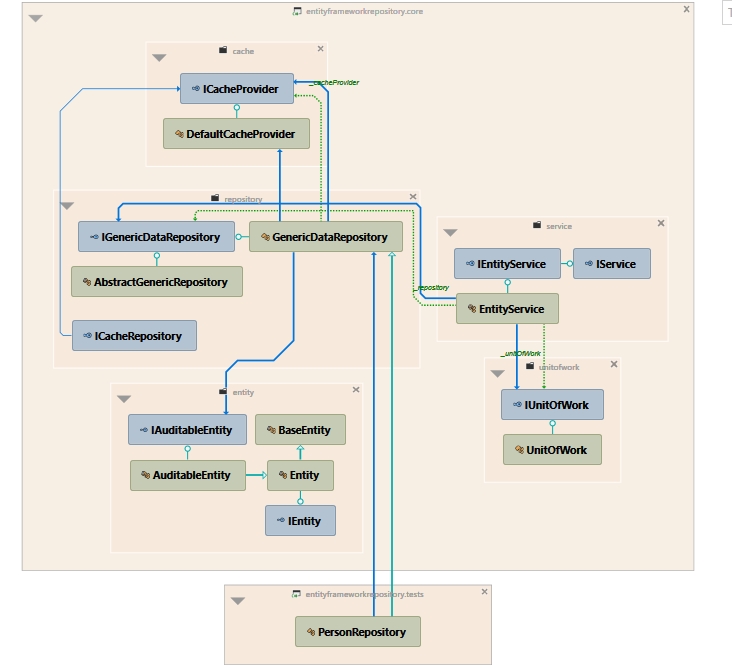 entityframeworkrepository.core
cache
_cacheProvider
ICacheProvider
DefaultCacheProvider
repository
IGenericDataRepository
GenericDataRepository
AbstractGenericRepository
ICacheRepository
service
IEntityService
IService
_repository
EntityService
_unitOfWork
unitofwork
IUnitOfWork
UnitOfWork
entity
IAuditableEntity
BaseEntity
AuditableEntity
Entity
IEntity
entityframeworkrepository.tests
PersonRepository